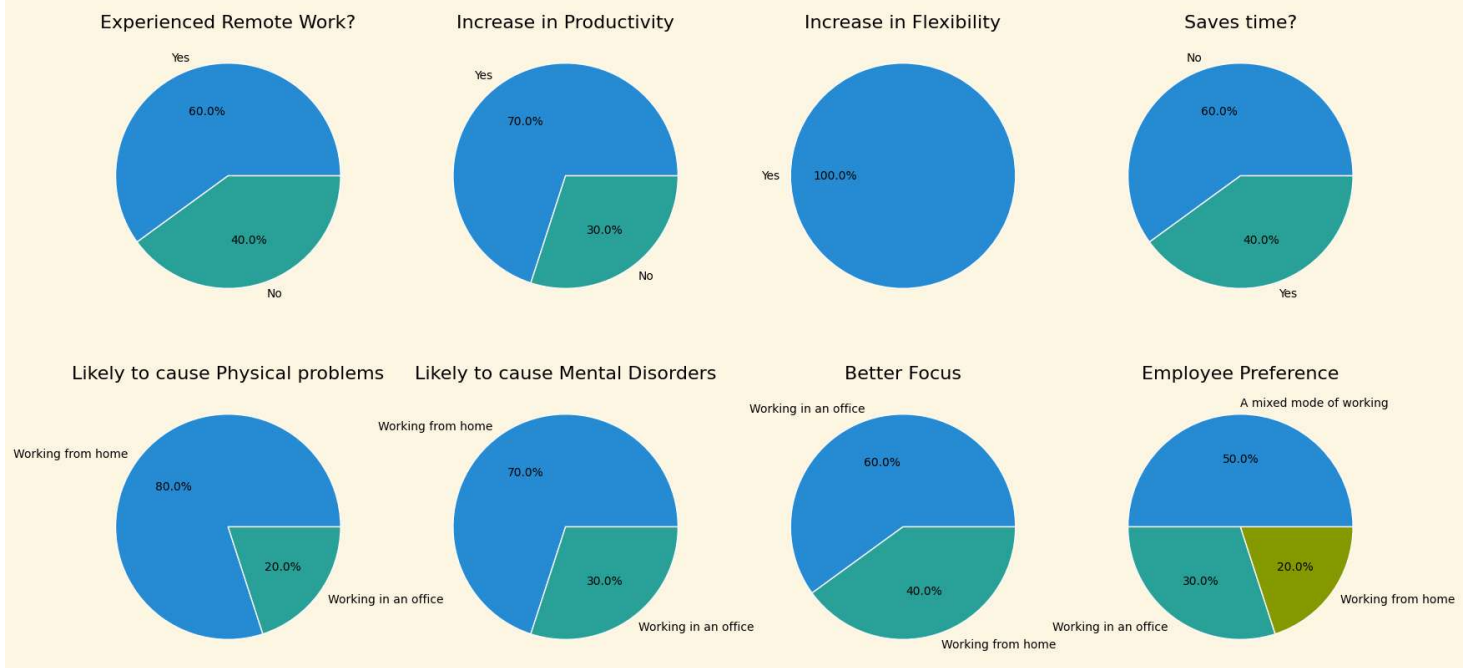 Experienced Remote Work?
Yes
60.0%
40.0%
No
Increase in Productivity
Yes
70.0%
30.0%
No
Increase in Flexibility
Yes
100.0%
Saves time?
No
60.0%
40.0%
Yes
Likely to cause Physical problems
Working from home
80.0%
20.0%
Working in an office
Likely to cause Mental Disorders
Working from home
70.0%
30.0%
Working in an office
Better Focus
Working in an office
60.0%
40.0%
Working from home
Employee Preference
A mixed mode of working
50.0%
30.0%
20.0%
Working from home
Working in an office